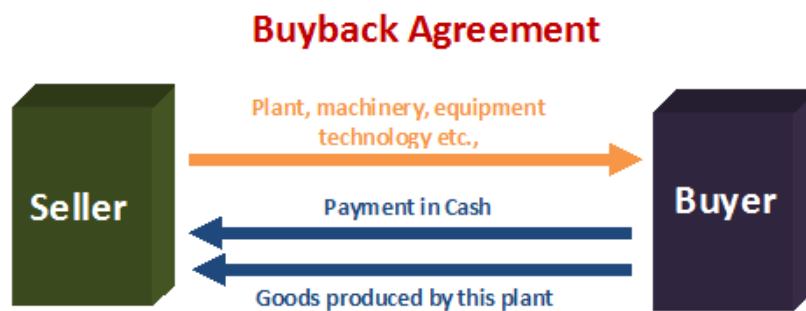 Buyback Agreement
Plant, machinery, equipment
technology etc.,
Seller
Buyer
Payment in Cash
Goods produced by this plant